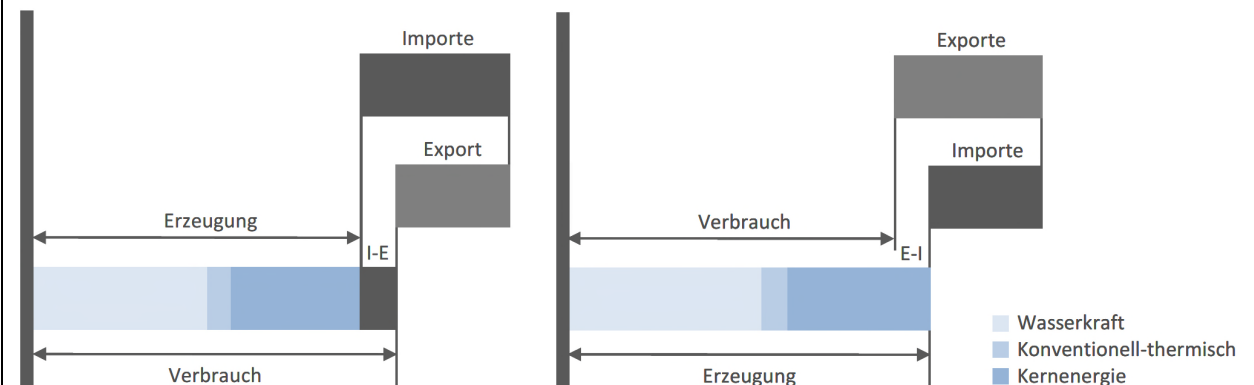 Importe
Export
Erzeugung
I-E
Verbrauch
Exporte
Importe
Verbrauch
E-I
Erzeugung
Wasserkraft
Konventionell-thermisch
Kernenergie